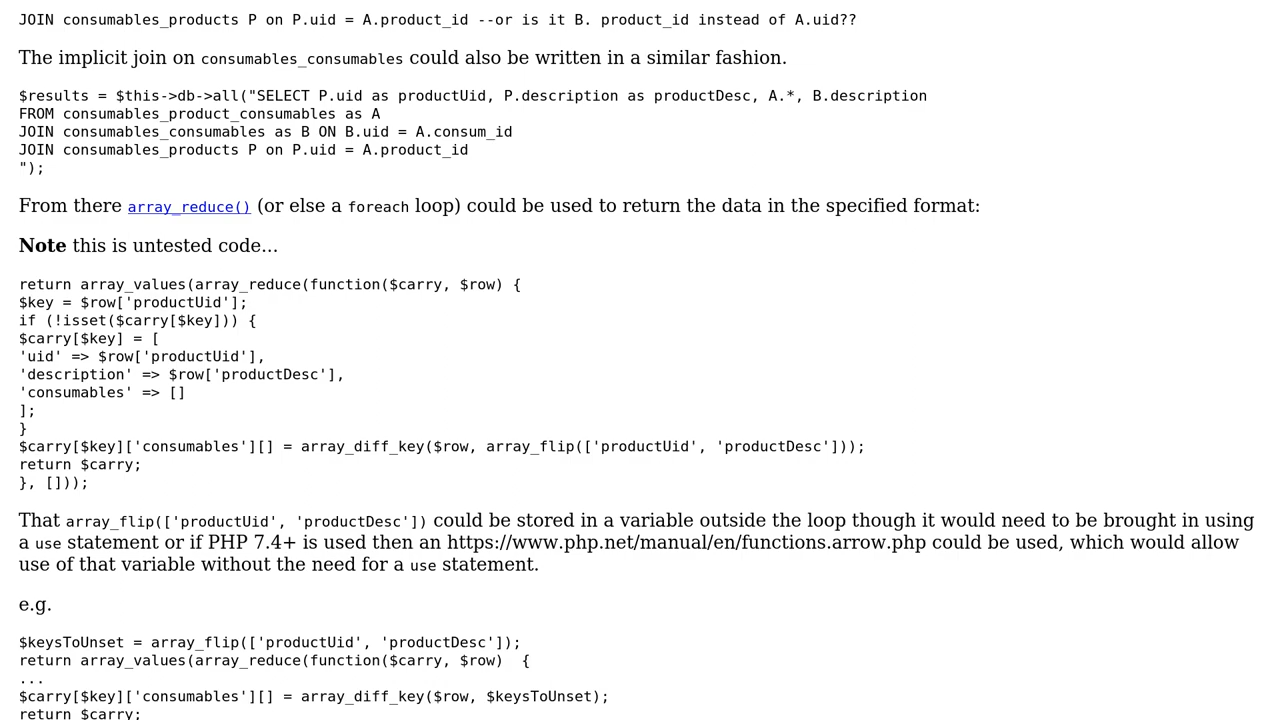 JOIN consumables_products P on P.uid = A.product_id --or is it B. product_id instead of A.uid??
The implicit join on consumables_consumables could also be written in a similar fashion.
$results = $this->db->all("SELECT P.uid as productUid, P.description as productDesc, A.*, B.description
FROM consumables_product_consumables as A
JOIN consumables_consumables as B ON B.uid = A.consum_id
JOIN consumables_products P on P.uid = A.product_id
");
From there array_reduce() (or else a foreach loop) could be used to return the data in the specified format:
Note this is untested code...
return array_values(array_reduce(function($carry, $row) {
$key = $row['productUid'];
if (!isset($carry[$key])) {
$carry[$key] = [
'uid' => $row['productUid'],
'description' => $row['productDesc'],
'consumables' => []
];
}
$carry[$key]['consumables'][] = array_diff_key($row, array_flip(['productUid', 'productDesc']));
return $carry;
}, []));
That array_flip(['productUid', 'productDesc']) could be stored in a variable outside the loop though it would need to be brought in using
a use statement or if PHP 7.4+ is used then an https://www.php.net/manual/en/functions.arrow.php could be used, which would allow
use of that variable without the need for a use statement.
e.g.
$keysToUnset = array_flip(['productUid', 'productDesc']);
return array_values(array_reduce(function($carry, $row)  {
...
$carry[$key]['consumables'][] = array_diff_key($row, $keysToUnset);
return $carry;